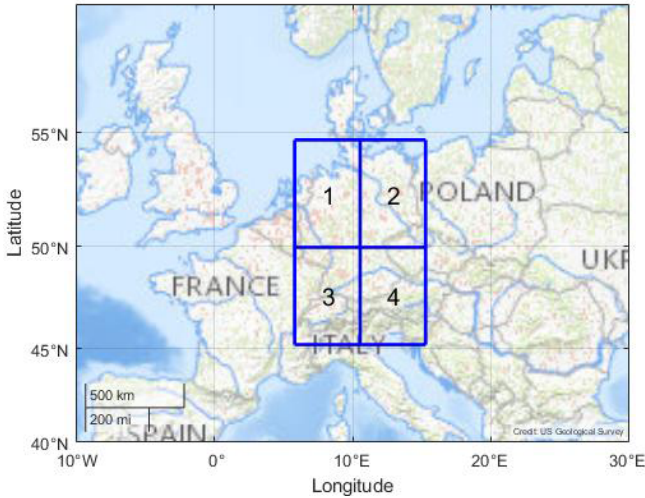 55°N
1
2
POLAND
Latitude
50°N
UKR
FRANCE
3
4
ITALY
45°N
500 km
200 mi
SPAIN
Credit: US Geological Survey
40°N
10°W
0°
10°E
20°E
30°E
Longitude